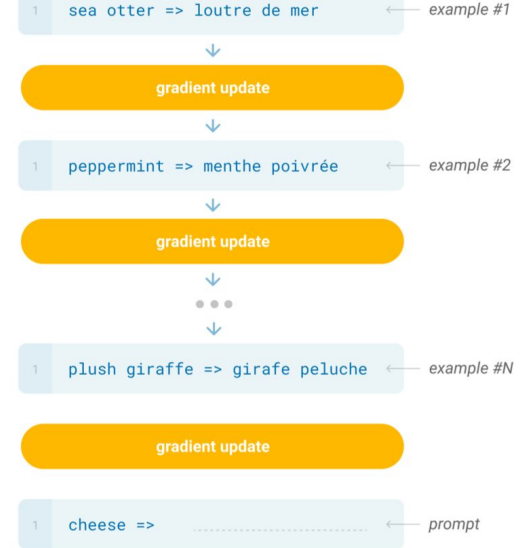 1 sea otter => loutre de mer example #1
gradient update
1 peppermint => menthe poivrée example #2
gradient update
1 plush giraffe => girafe peluche example #N
gradient update
1 cheese => prompt